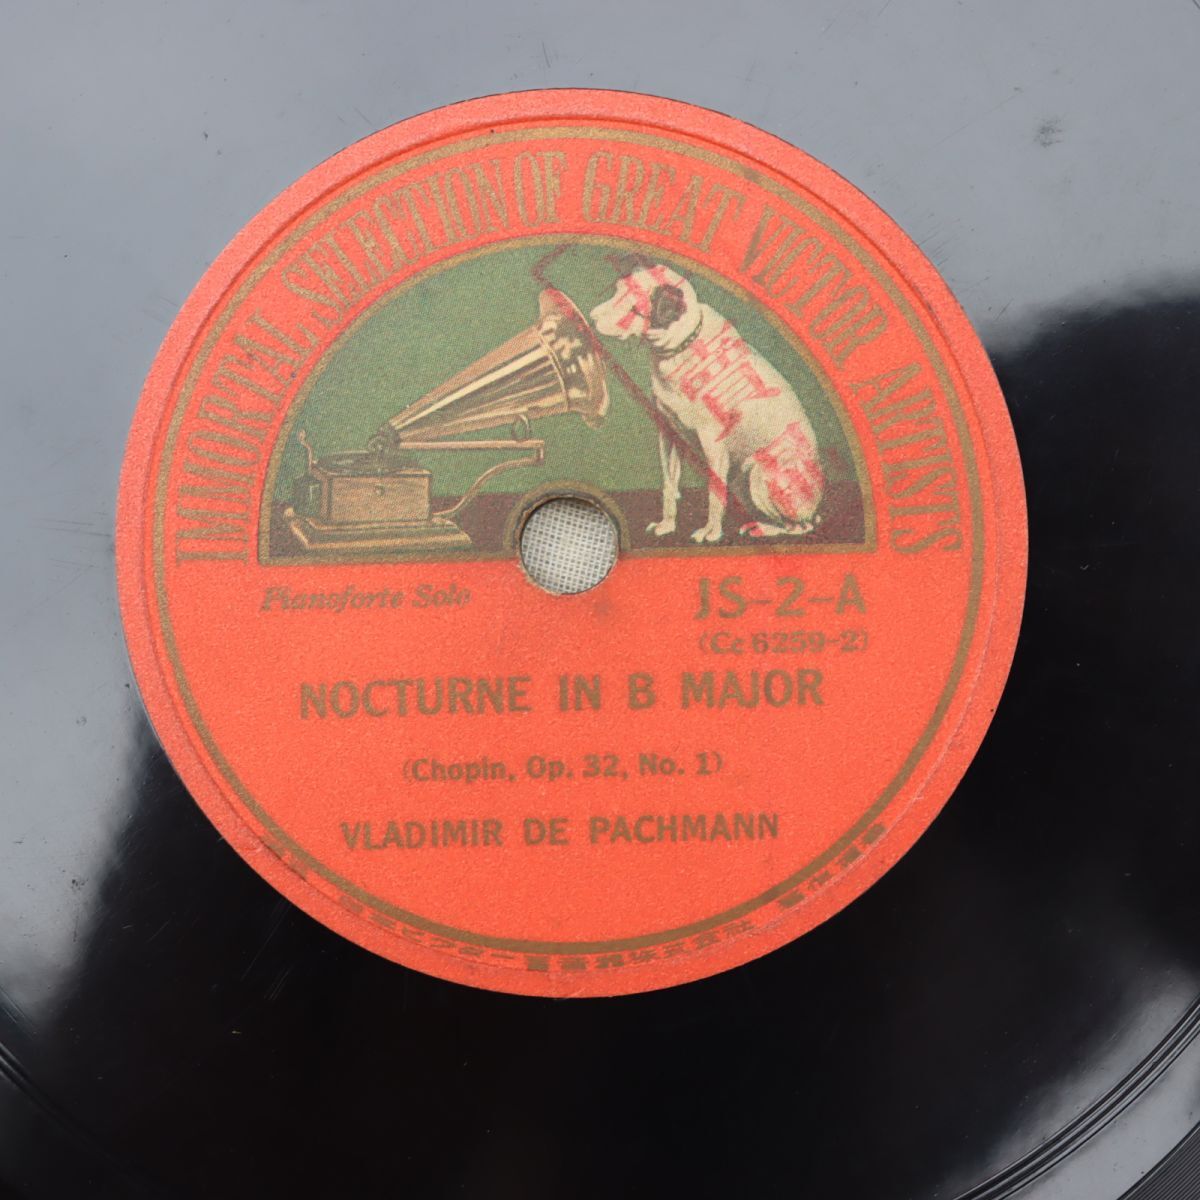 IMMORTAL SELECTION OF GREAT VICTOR ARTISTS
Pianoforte Solo
JS-2-A
(Cc 6259-2)
NOCTURNE IN B MAJOR
(Chopin, Op. 32, No. 1)
VLADIMIR DE PACHMANN